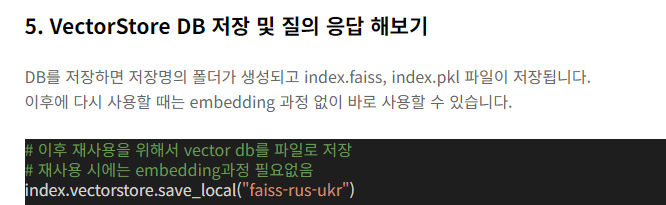 5. VectorStore DB 저장 및 질의 응답 해보기
DB를 저장하면 저장명의 폴더가 생성되고 index.faiss, index.pkl 파일이 저장됩니다.
이후에 다시 사용할 때는 embedding 과정 없이 바로 사용할 수 있습니다.
# 이후 재사용을 위해서 vector db를 파일로 저장
# 재사용 시에는 embedding과정 필요없음
index.vectorstore.save_local("faiss-rus-ukr")